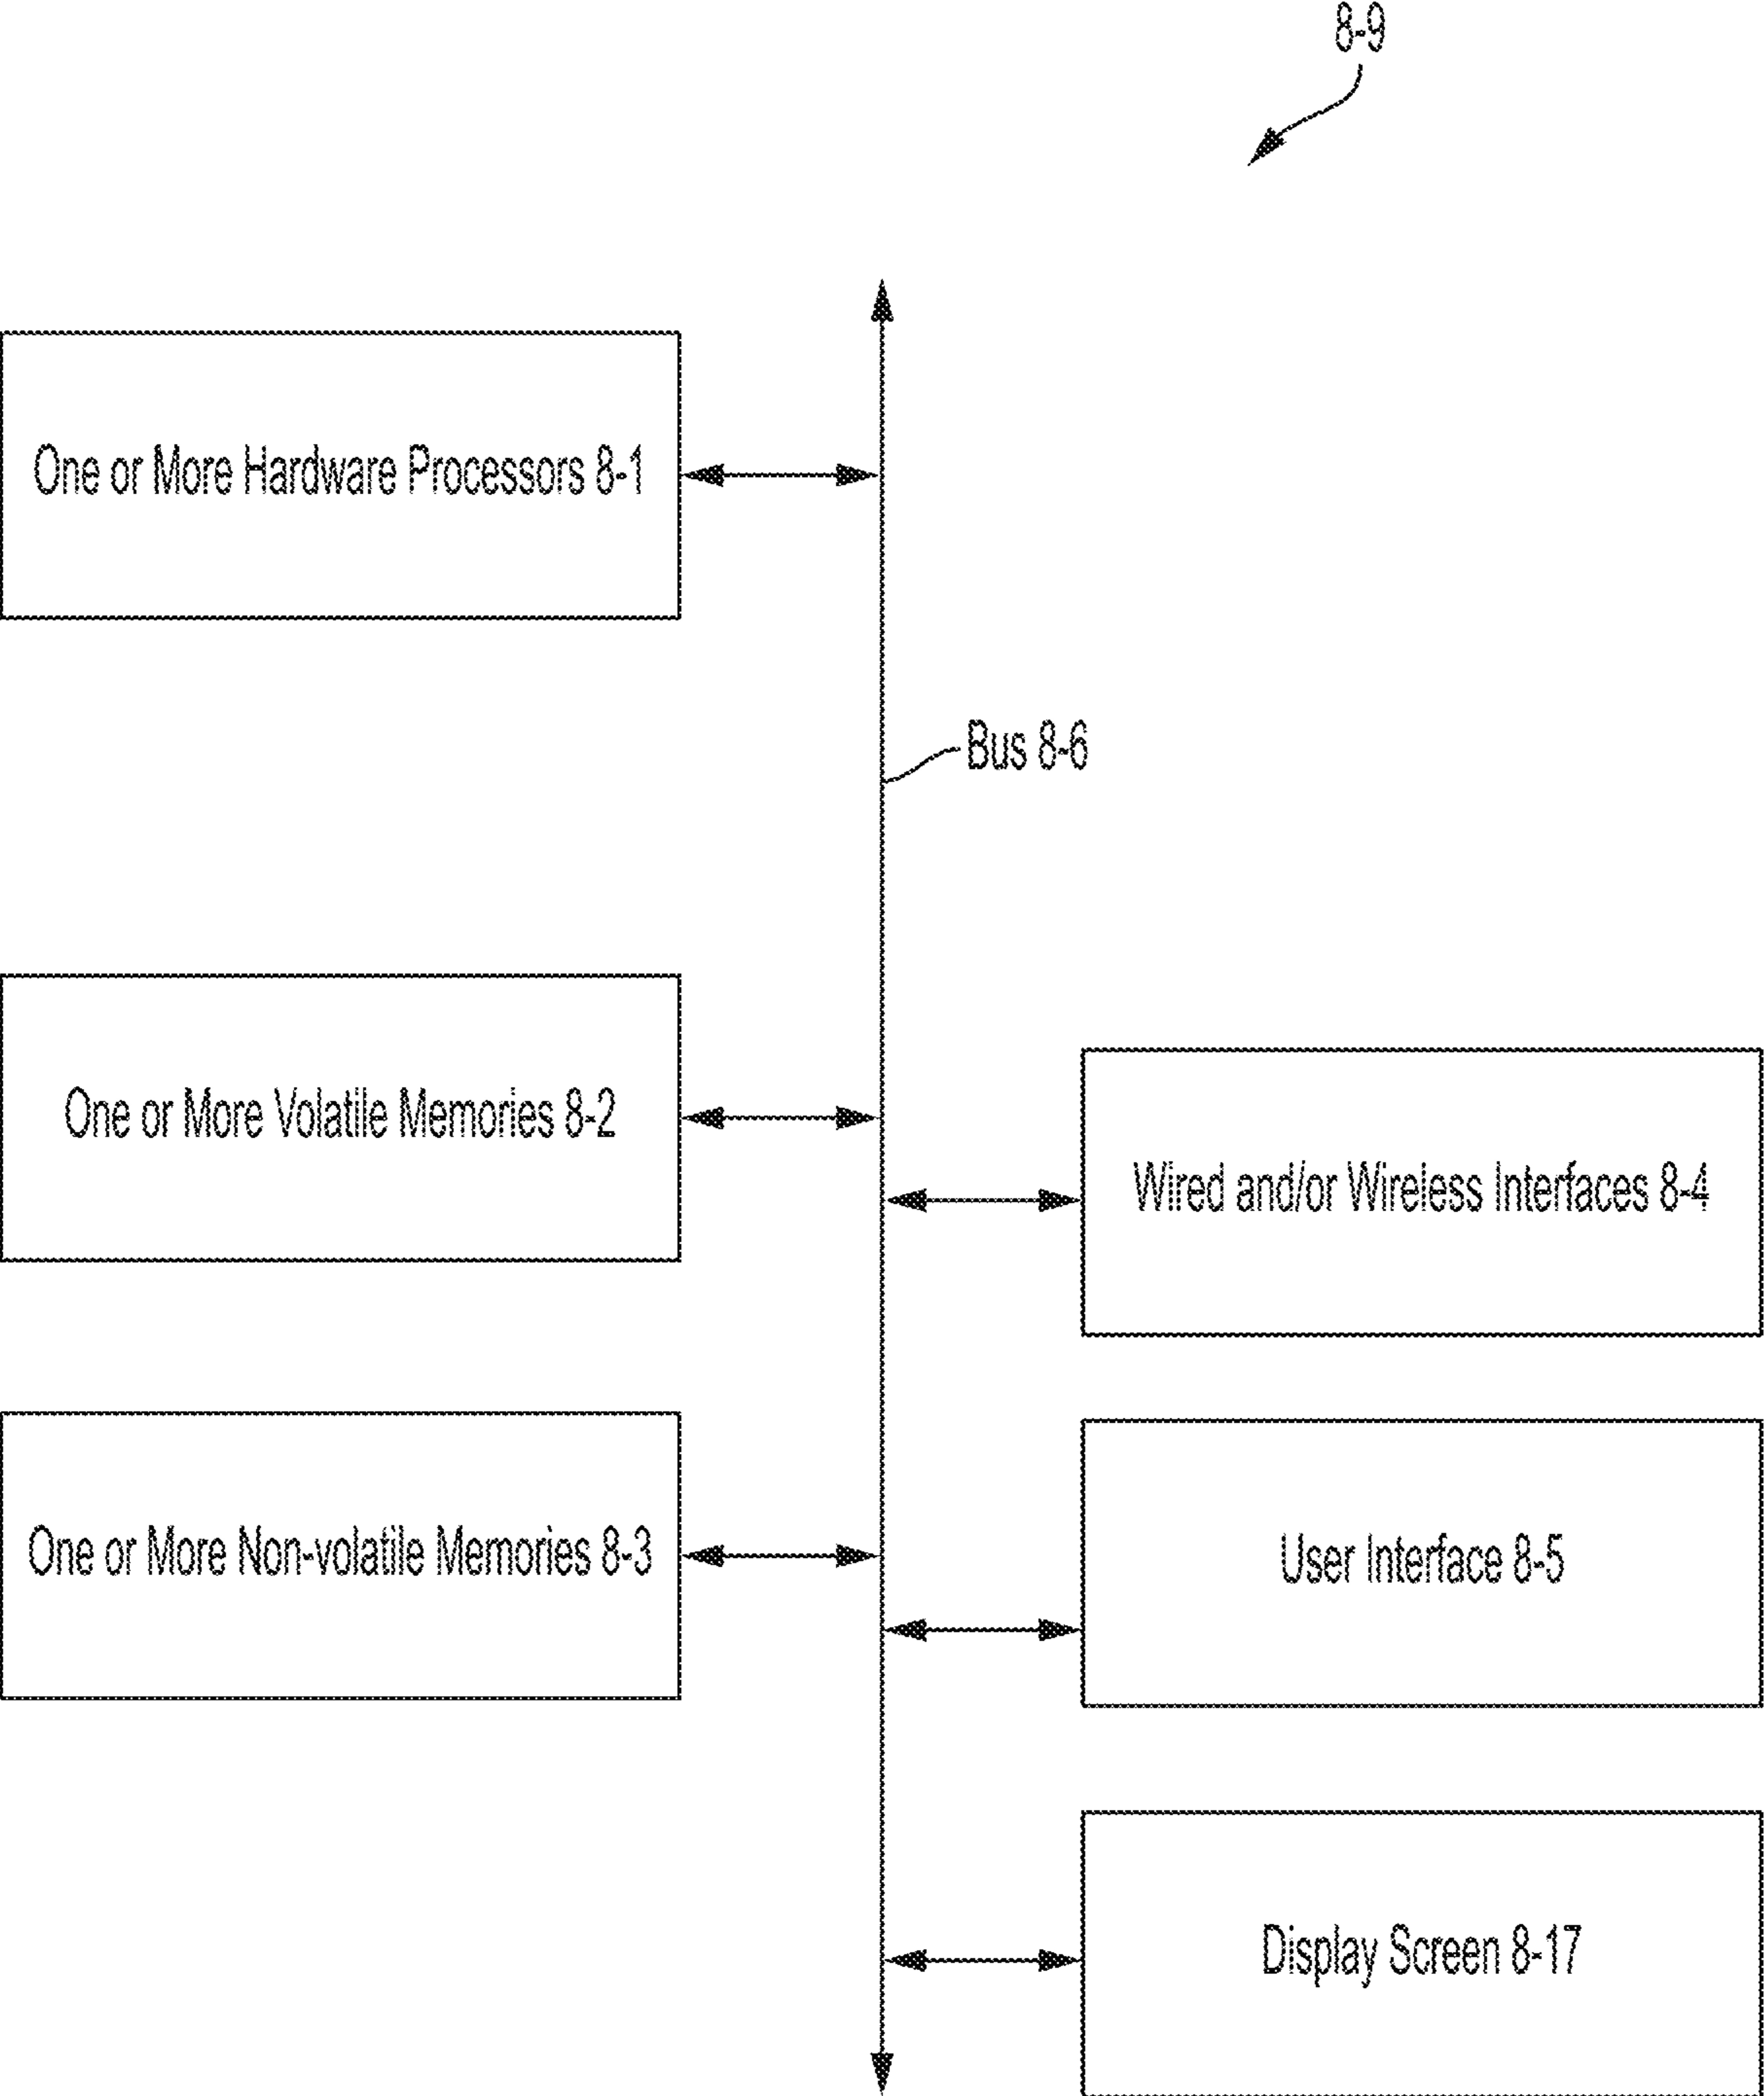 8-9
One or More Hardware Processors 8-1
Bus 8-6
One or More Volatile Memories 8-2
Wired and/or Wireless Interfaces 8-4
One or More Non-volatile Memories 8-3
User Interface 8-5
Display Screen 8-17